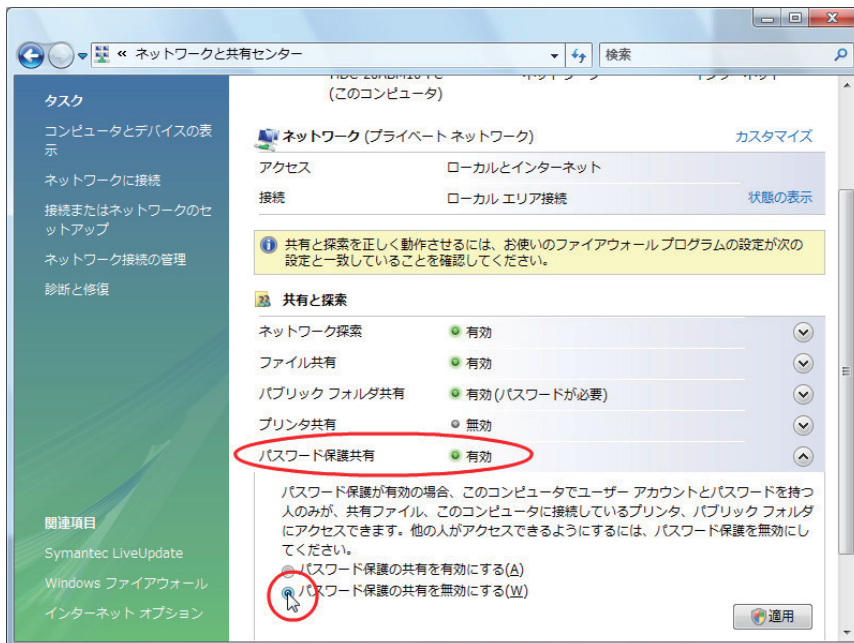 ネットワークと共有センター
検索
タスク
コンピュータとデバイスの表
示
ネットワークに接続
接続またはネットワークのセ
ットアップ
ネットワーク接続の管理
診断と修復
関連項目
Symantec LiveUpdate
Windows ファイアウォール
インターネット オプション
(このコンピュータ)
ネットワーク (プライベート ネットワーク) カスタマイズ
アクセス ローカルとインターネット
接続 ローカル エリア接続 状態の表示
共有と探索を正しく動作させるには、お使いのファイアウォール プログラムの設定が次の
設定と一致していることを確認してください。
共有と探索
ネットワーク探索 有効
ファイル共有 有効
パブリック フォルダ共有 有効 (パスワードが必要)
プリンタ共有 無効
パスワード保護共有 有効
パスワード保護が有効の場合、このコンピュータでユーザー アカウントとパスワードを持つ
人のみが、共有ファイル、このコンピュータに接続しているプリンタ、パブリック フォルダ
にアクセスできます。他の人がアクセスできるようにするには、パスワード保護を無効にし
てください。
パスワード保護の共有を有効にする(A)
パスワード保護の共有を無効にする(W)
適用